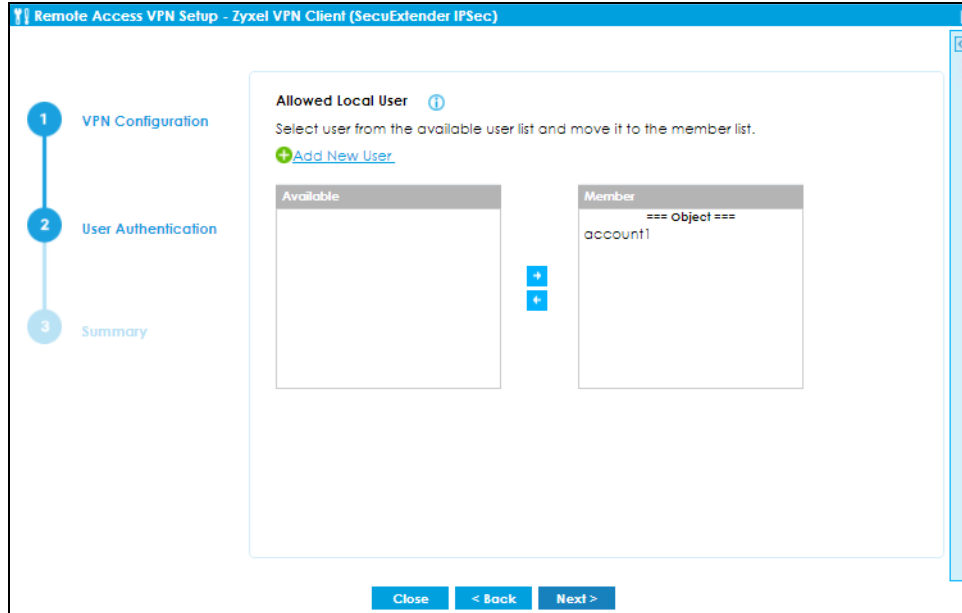 Remote Access VPN Setup - Zyxel VPN Client (SecuExtender IPSec)
1 VPN Configuration
2 User Authentication
3 Summary
Allowed Local User
Select user from the available user list and move it to the member list.
Add New User
Available
Member
=== Object ===
account1
Close
< Back
Next >